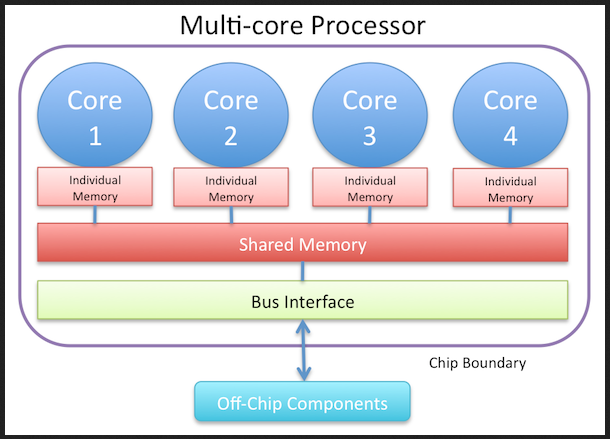 Multi-core Processor
Core
1
Core
2
Core
3
Core
4
Individual
Memory
Individual
Memory
Individual
Memory
Individual
Memory
Shared Memory
Bus Interface
Chip Boundary
Off-Chip Components